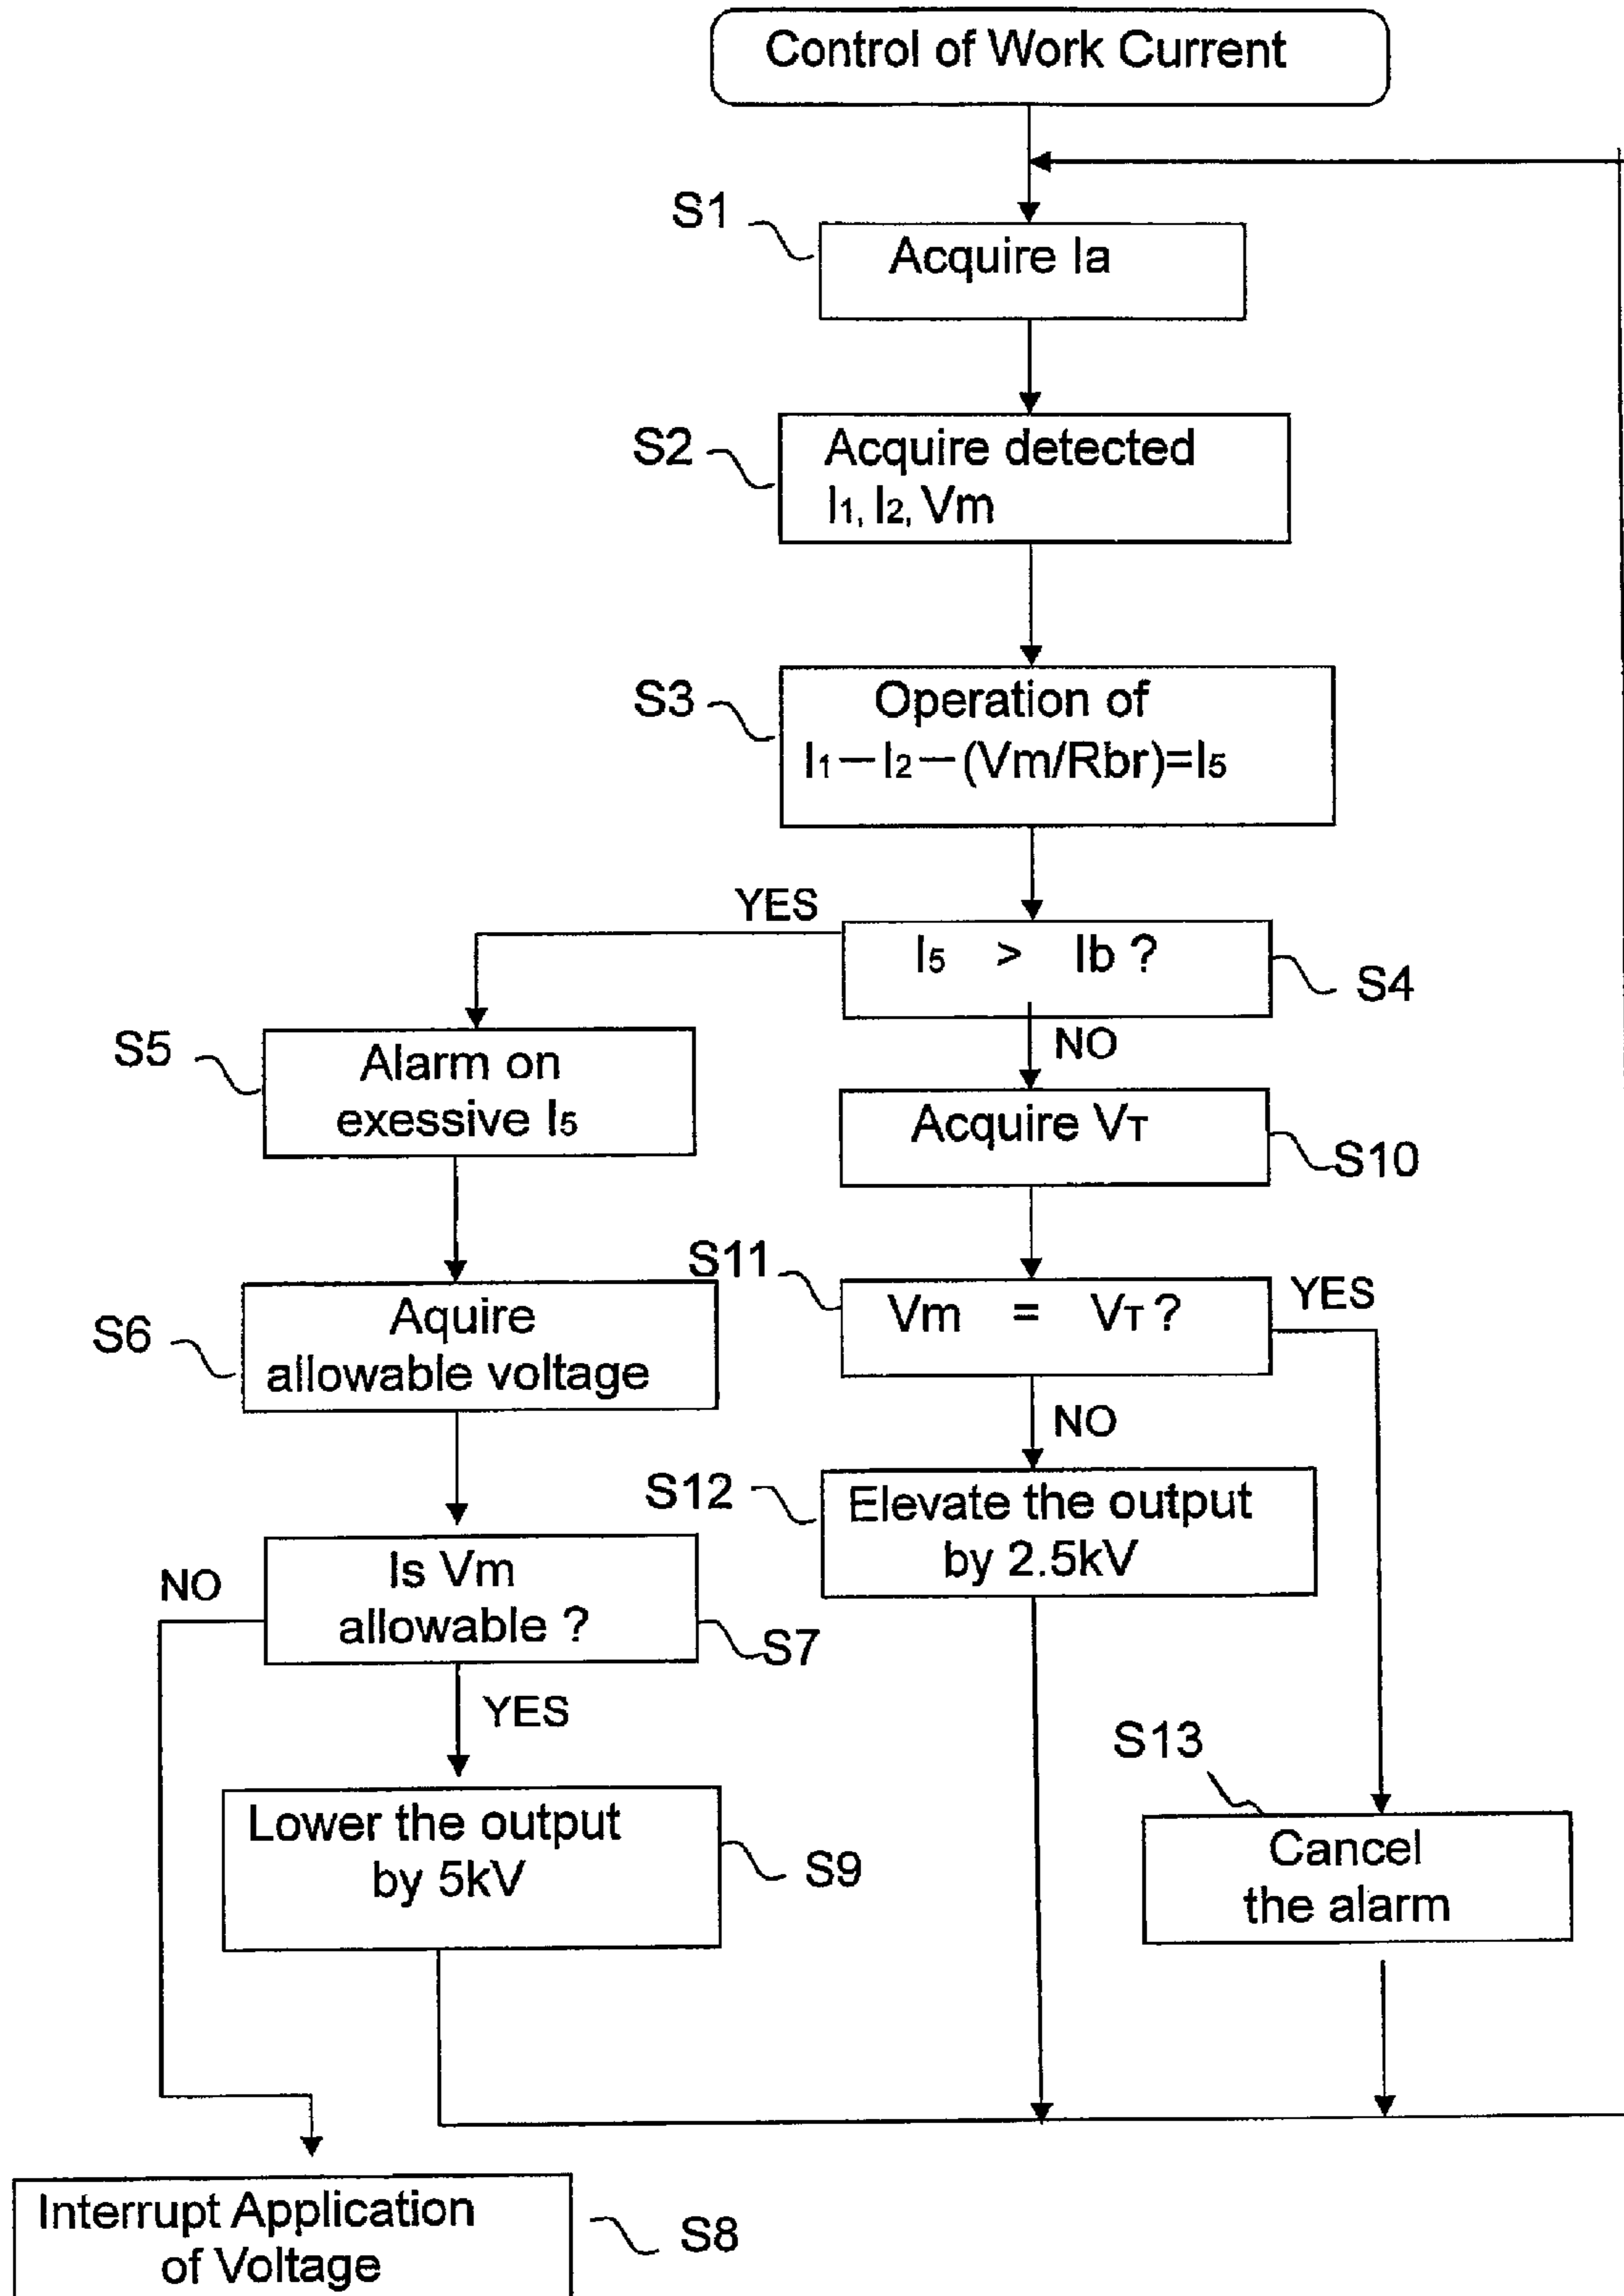 Control of Work Current
S1
Acquire Ia
S2
Acquire detected
I1, I2, Vm
S3
Operation of
I1－I2－(Vm/Rbr)=I5
YES
I5 > Ib ?
S4
NO
S5
Alarm on
exessive I5
Acquire VT
S10
S6
Aquire
allowable voltage
S11
Vm = VT ?
YES
NO
S12
Elevate the output
by 2.5kV
NO
Is Vm
allowable ?
S7
YES
S13
Cancel
the alarm
Lower the output
by 5kV
S9
Interrupt Application
of Voltage
S8